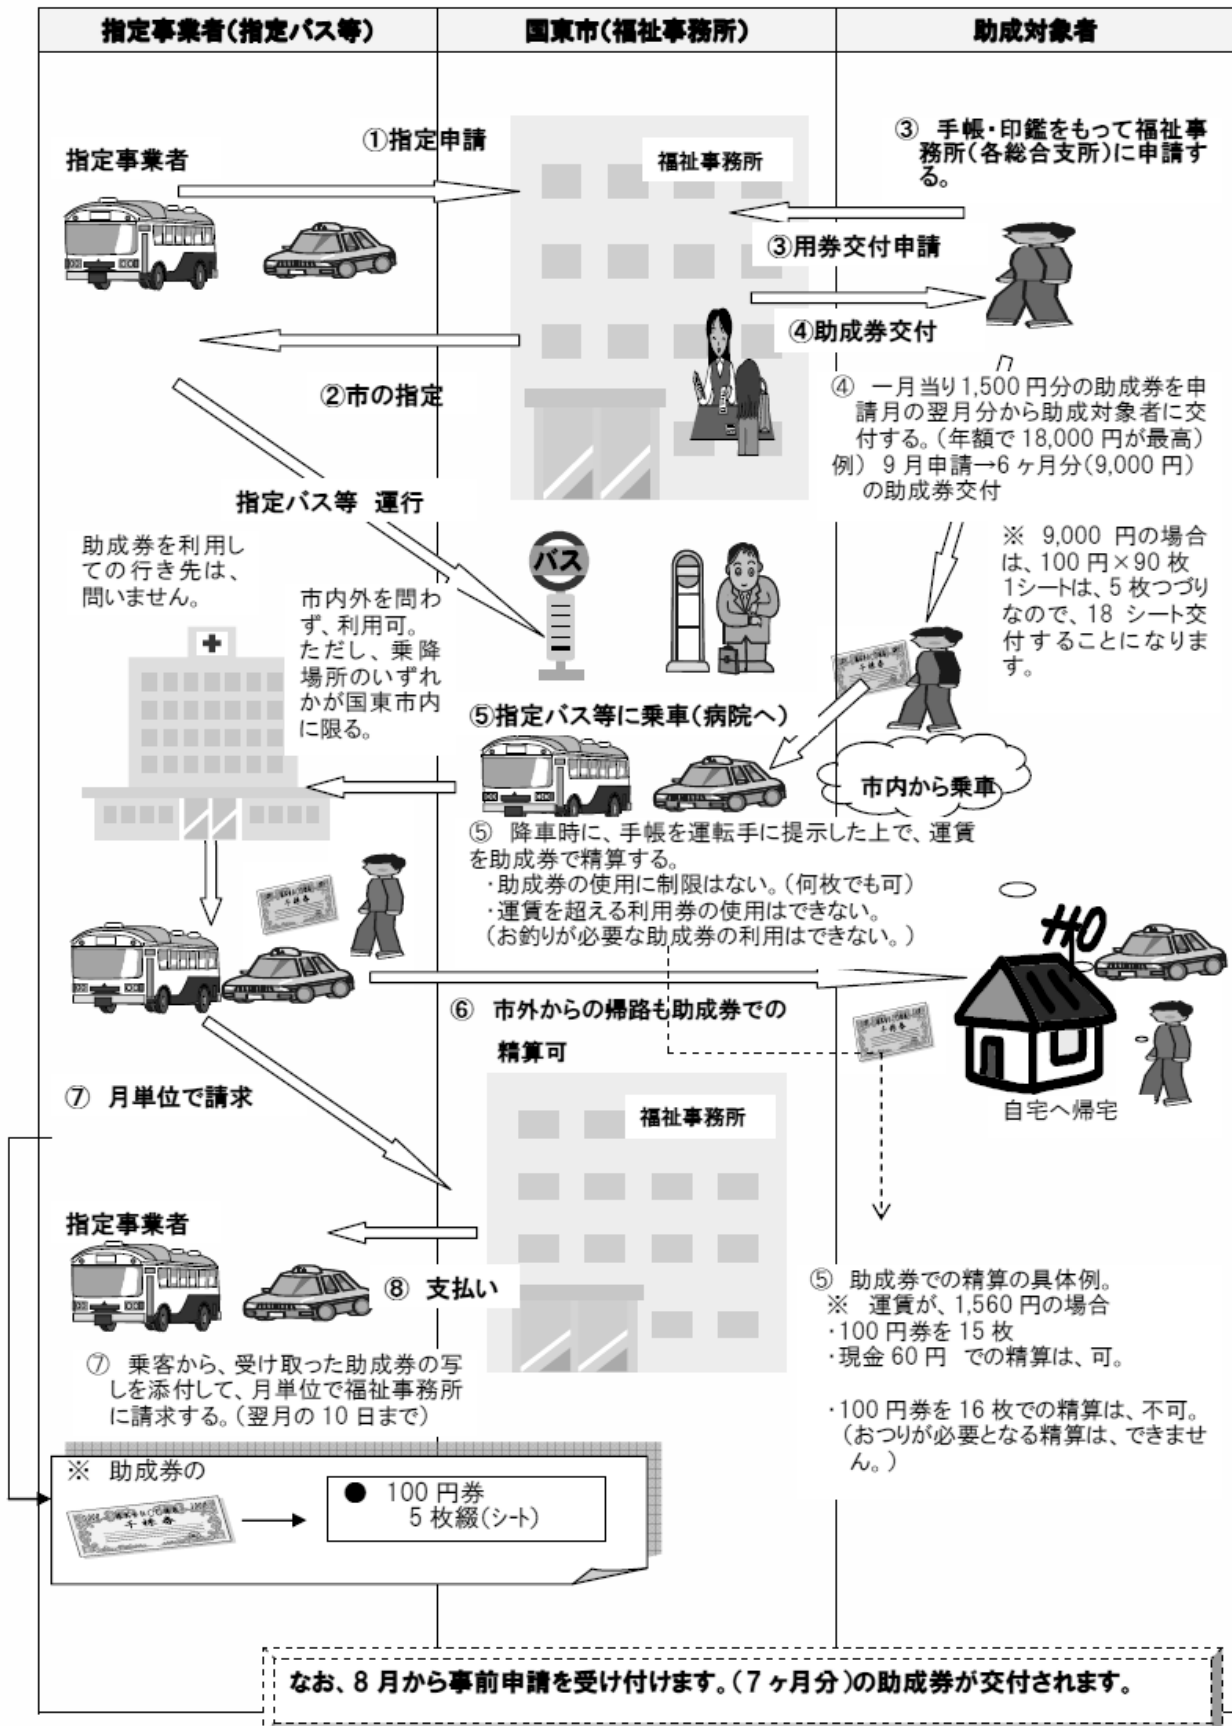 指定事業者(指定バス等)
国東市(福祉事務所)
助成対象者
①指定申請
指定事業者
福祉事務所
③ 手帳・印鑑をもって福祉事
務所(各総合支所)に申請す
る。
③用券交付申請
④助成券交付
②市の指定
④ 一月当り1,500円分の助成券を申
請月の翌月分から助成対象者に交
付する。(年額で18,000円が最高)
例) 9月申請→6ヶ月分(9,000円)
の助成券交付
指定バス等 運行
助成券を利用し
ての行き先は、
問いません。
市内外を問わ
ず、利用可。
ただし、乗降
場所のいずれ
かが国東市内
に限る。
バス
※ 9,000 円の場合
は、100円×90枚
1シートは、5枚つづり
なので、18 シート交
付することになりま
す。
⑤指定バス等に乗車(病院へ)
市内から乗車
⑤ 降車時に、手帳を運転手に提示した上で、運賃
を助成券で精算する。
・助成券の使用に制限はない。(何枚でも可)
・運賃を超える利用券の使用はできない。
(お釣りが必要な助成券の利用はできない。)
HO
⑥ 市外からの帰路も助成券での
精算可
自宅へ帰宅
⑦ 月単位で請求
福祉事務所
指定事業者
⑧ 支払い
⑦ 乗客から、受け取った助成券の写
しを添付して、月単位で福祉事務所
に請求する。(翌月の10日まで)
⑤ 助成券での精算の具体例。
※ 運賃が、1,560円の場合
・100円券を15枚
・現金60円 での精算は、可。
・100円券を16枚での精算は、不可。
(おつりが必要となる精算は、できませ
ん。)
※ 助成券の
● 100円券
5枚綴(シート)
なお、8月から事前申請を受け付けます。(7ヶ月分)の助成券が交付されます。